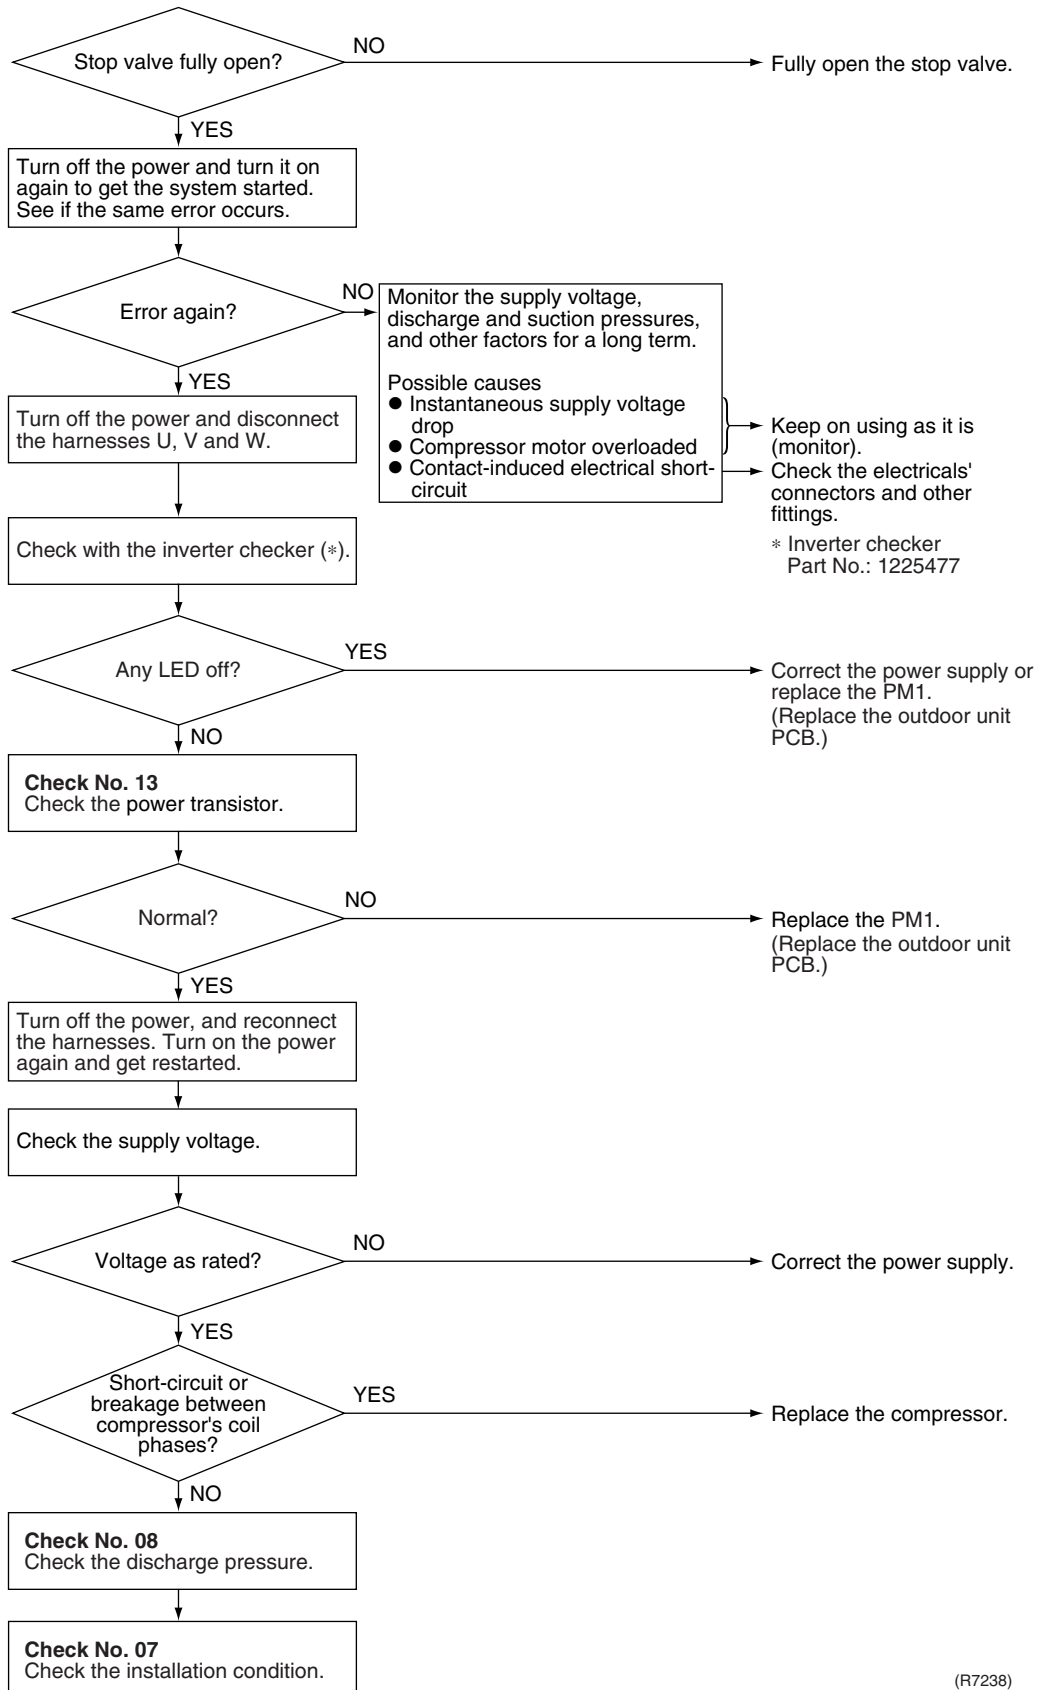 Stop valve fully open?
NO
Fully open the stop valve.
YES
Turn off the power and turn it on
again to get the system started.
See if the same error occurs.
Error again?
NO
Monitor the supply voltage,
discharge and suction pressures,
and other factors for a long term.
Possible causes
● Instantaneous supply voltage
drop
● Compressor motor overloaded
● Contact-induced electrical short-
circuit
Keep on using as it is
(monitor).
Check the electricals'
connectors and other
fittings.
* Inverter checker
Part No.: 1225477
YES
Turn off the power and disconnect
the harnesses U, V and W.
Check with the inverter checker (*).
Any LED off?
YES
Correct the power supply or
replace the PM1.
(Replace the outdoor unit
PCB.)
NO
Check No. 13
Check the power transistor.
Normal?
NO
Replace the PM1.
(Replace the outdoor unit
PCB.)
YES
Turn off the power, and reconnect
the harnesses. Turn on the power
again and get restarted.
Check the supply voltage.
Voltage as rated?
NO
Correct the power supply.
YES
Short-circuit or
breakage between
compressor's coil
phases?
YES
Replace the compressor.
NO
Check No. 08
Check the discharge pressure.
Check No. 07
Check the installation condition.
(R7238)